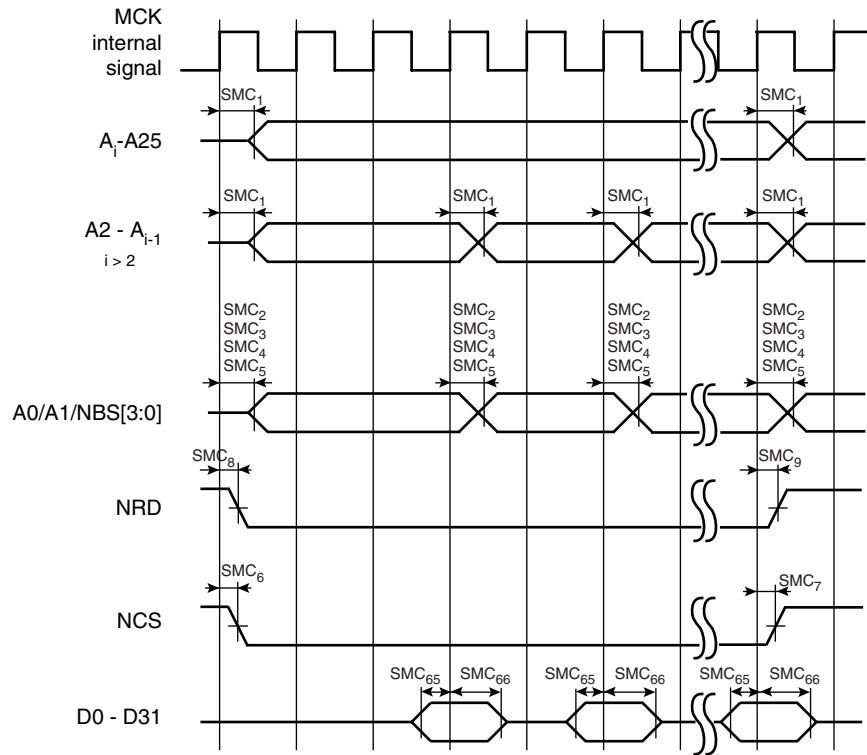 MCK
internal
signal
SMC1 SMC1
Ai-A25
SMC1 SMC1 SMC1 SMC1
A2 - Ai-1
i > 2
SMC2 SMC2 SMC2 SMC2
SMC3 SMC3 SMC3 SMC3
SMC4 SMC4 SMC4 SMC4
SMC5 SMC5 SMC5 SMC5
A0/A1/NBS[3:0]
SMC8 SMC9
NRD
SMC6 SMC7
NCS
SMC65 SMC66 SMC65 SMC66 SMC65 SMC66
D0 - D31